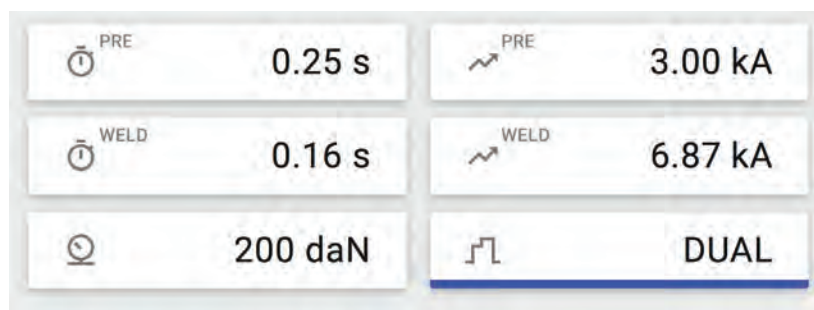 PRE 0.25 s
PRE 3.00 kA
WELD 0.16 s
WELD 6.87 kA
200 daN
DUAL